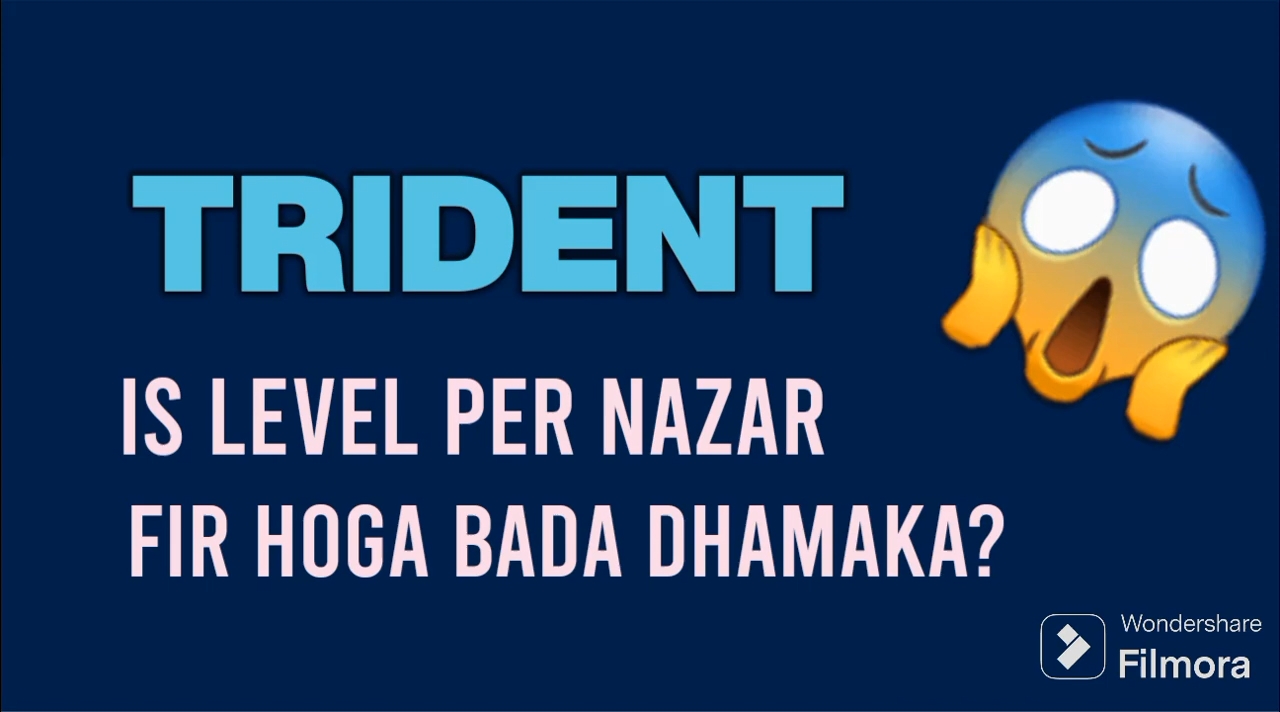 TRIDENT
IS LEVEL PER NAZAR
FIR HOGA BADA DHAMAKA?
Wondershare
Filmora